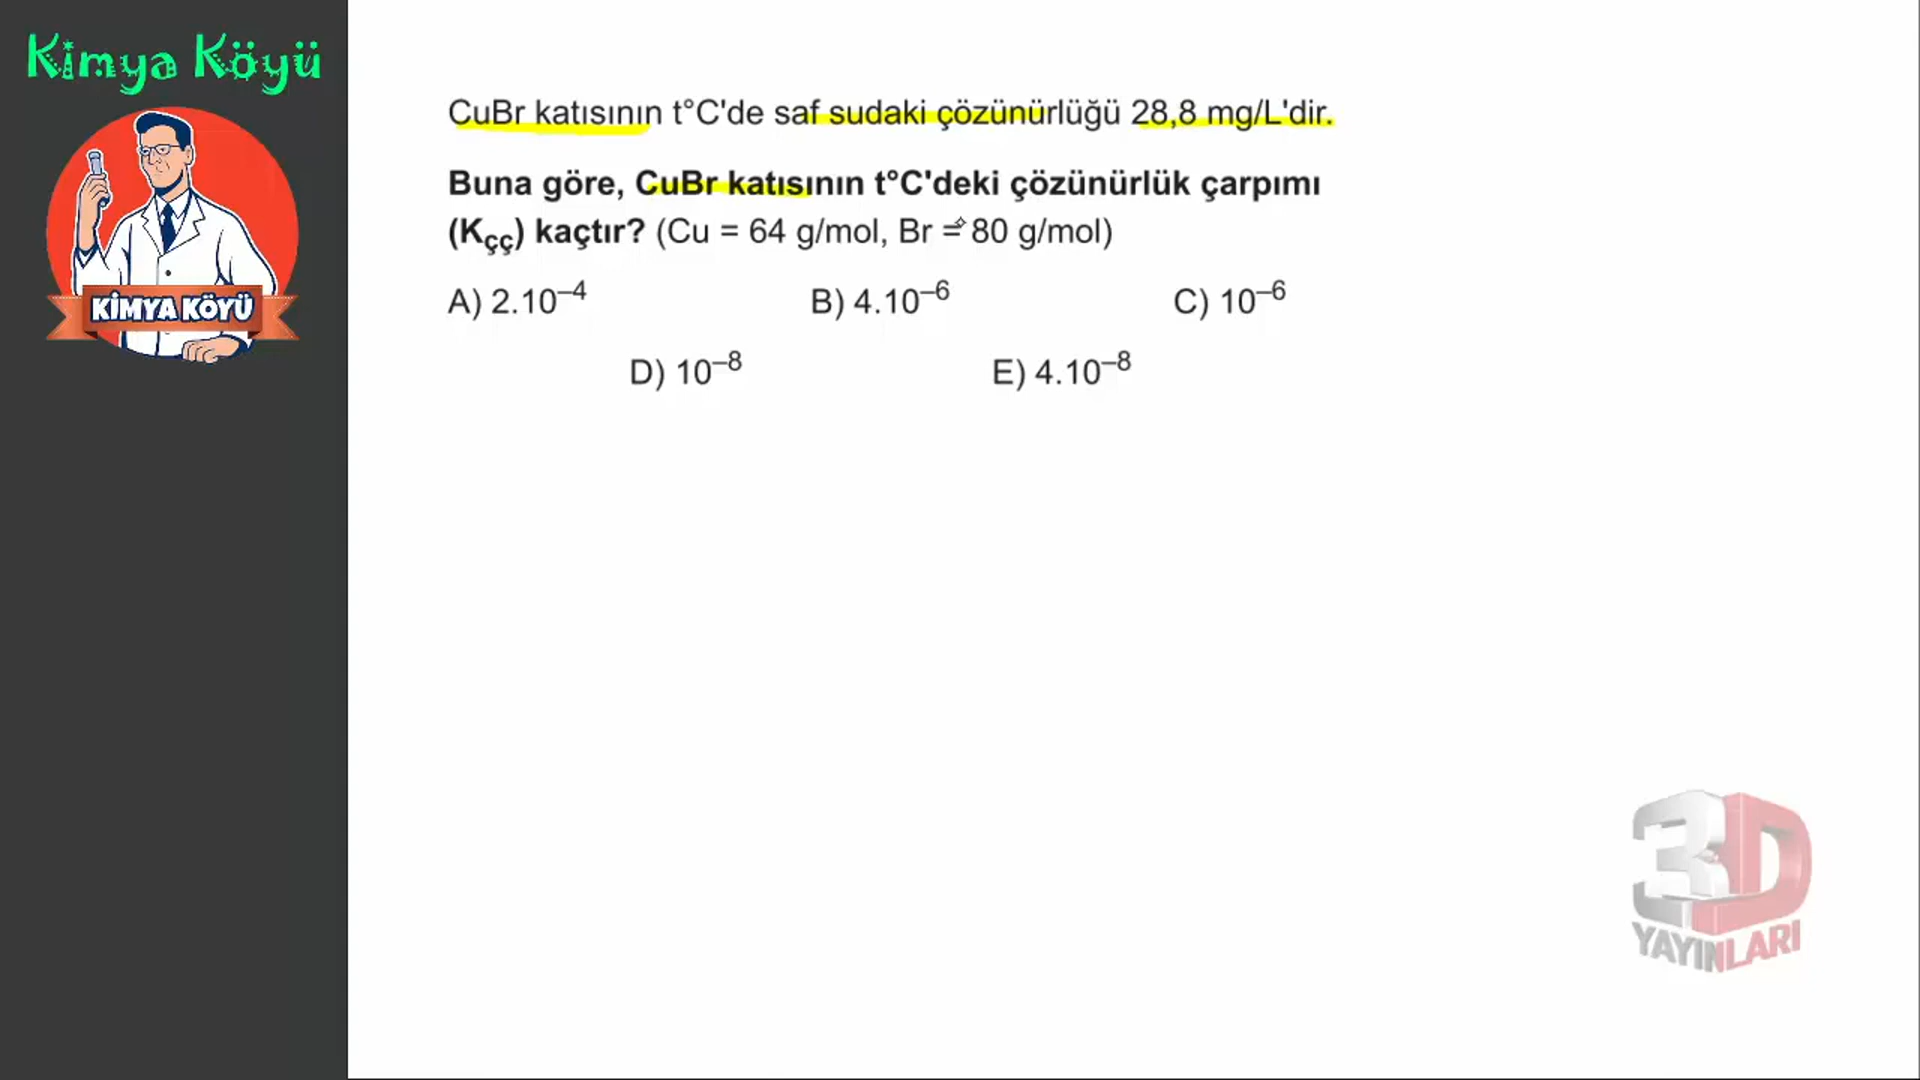 Kimya Köyü
KİMYA KÖYÜ
CuBr katısının t°C'de saf sudaki çözünürlüğü 28,8 mg/L'dir.
Buna göre, CuBr katısının t°C'deki çözünürlük çarpımı
(Kçç) kaçtır? (Cu = 64 g/mol, Br = 80 g/mol)
A) 2.10⁻⁴ B) 4.10⁻⁶ C) 10⁻⁶
D) 10⁻⁸ E) 4.10⁻⁸
3D
YAYINLARI